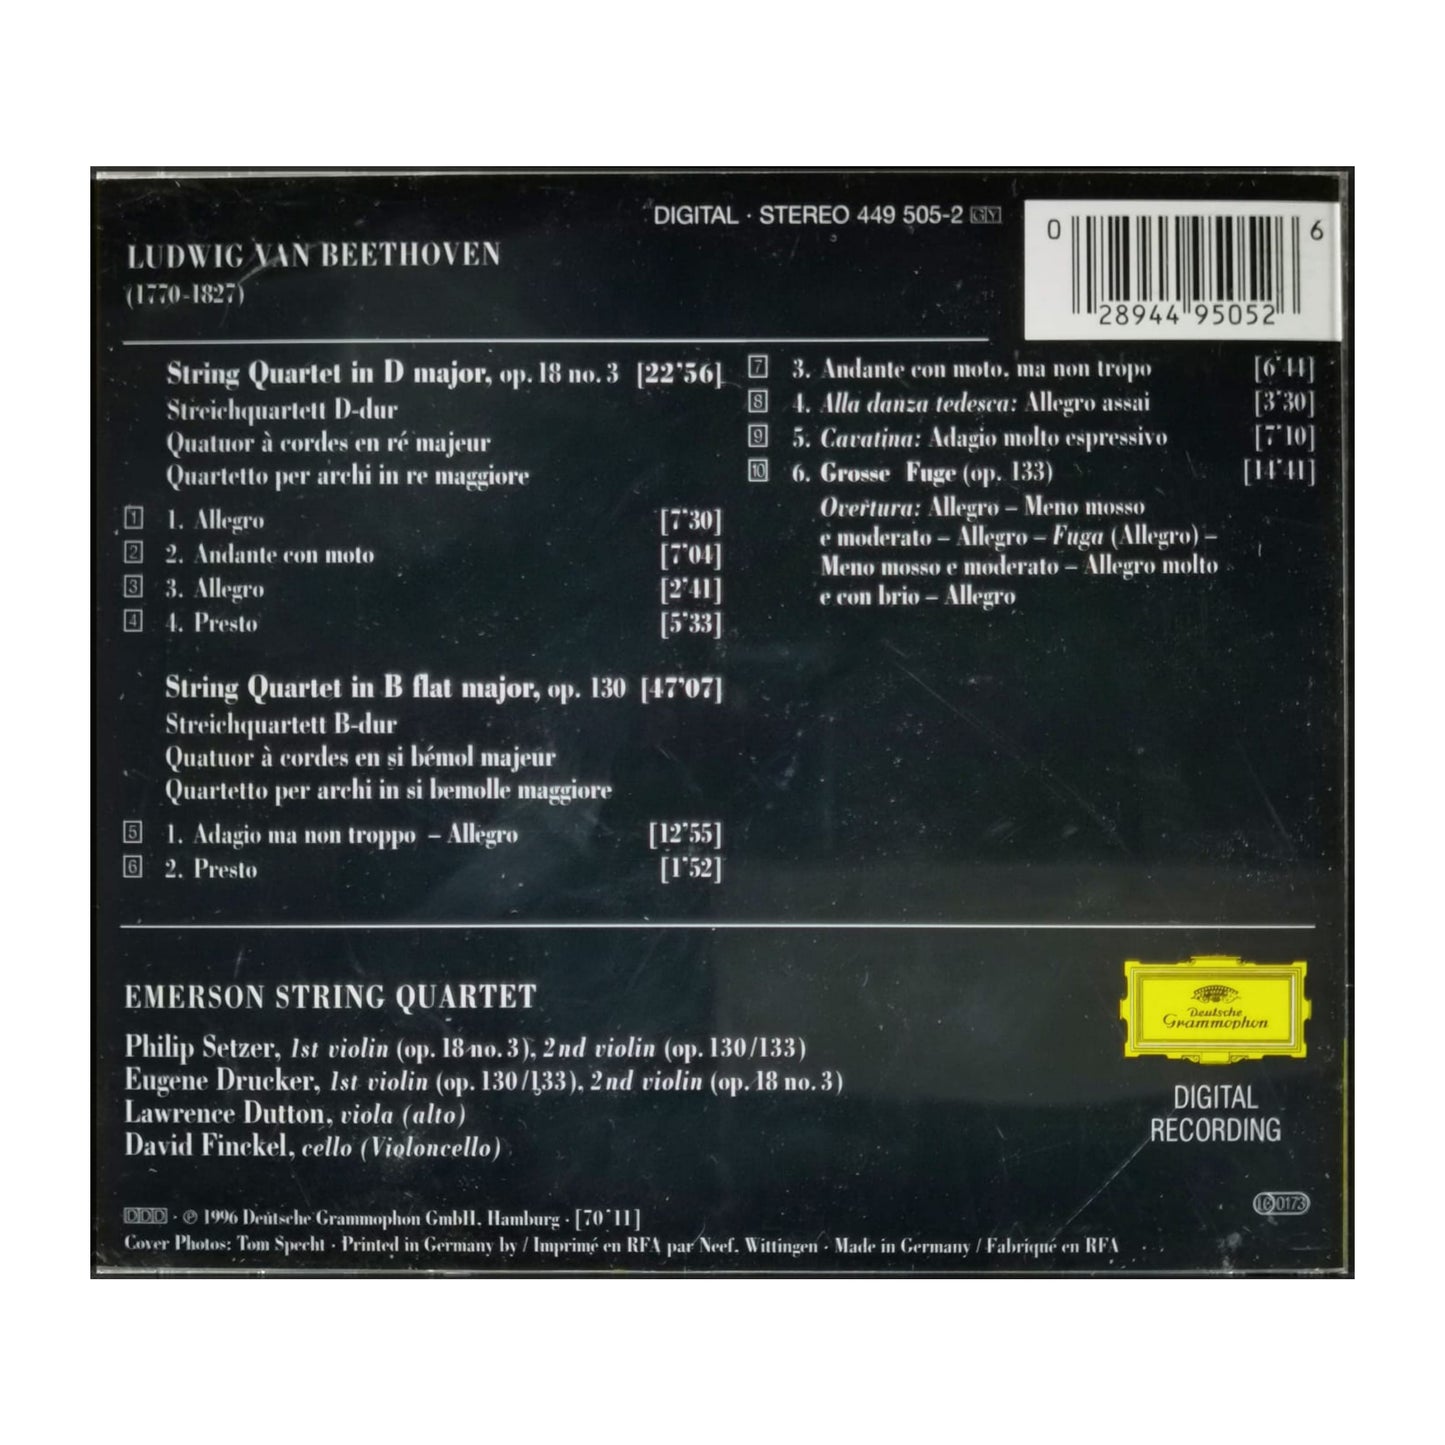 DIGITAL · STEREO 449 505-2 GY
0 28944 95052 6
LUDWIG VAN BEETHOVEN
(1770-1827)
String Quartet in D major, op. 18 no. 3 [22'56]
Streichquartett D-dur
Quatuor à cordes en ré majeur
Quartetto per archi in re maggiore
1 1. Allegro [7'30]
2 2. Andante con moto [7'04]
3 3. Allegro [2'41]
4 4. Presto [5'33]
String Quartet in B flat major, op. 130 [47'07]
Streichquartett B-dur
Quatuor à cordes en si bémol majeur
Quartetto per archi in si bemolle maggiore
5 1. Adagio ma non troppo – Allegro [12'55]
6 2. Presto [1'52]
7 3. Andante con moto, ma non tropo [6'44]
8 4. Alla danza tedesca: Allegro assai [3'30]
9 5. Cavatina: Adagio molto espressivo [7'10]
10 6. Grosse Fuge (op. 133) [14'41]
Overtura: Allegro – Meno mosso
e moderato – Allegro – Fuga (Allegro) –
Meno mosso e moderato – Allegro molto
e con brio – Allegro
EMERSON STRING QUARTET
Philip Setzer, 1st violin (op. 18 no. 3), 2nd violin (op. 130/133)
Eugene Drucker, 1st violin (op. 130/133), 2nd violin (op. 18 no. 3)
Lawrence Dutton, viola (alto)
David Finckel, cello (Violoncello)
Deutsche
Grammophon
DIGITAL
RECORDING
LC 0173
DDD · ℗ 1996 Deutsche Grammophon GmbH, Hamburg · [70'11]
Cover Photos: Tom Specht · Printed in Germany by / Imprimé en RFA par Neef, Wittingen · Made in Germany / Fabriqué en RFA